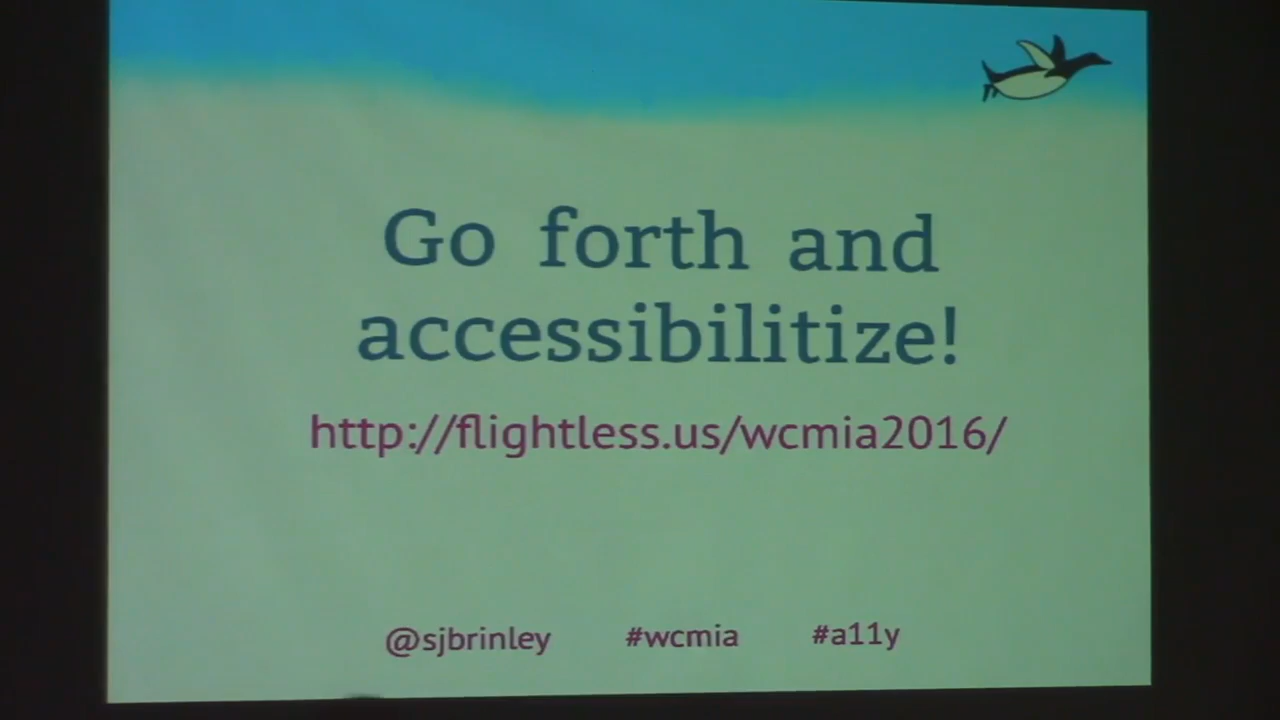 Go forth and
accessibilitize!
http://flightless.us/wcmia2016/
@sjbrinley #wcmia #a11y